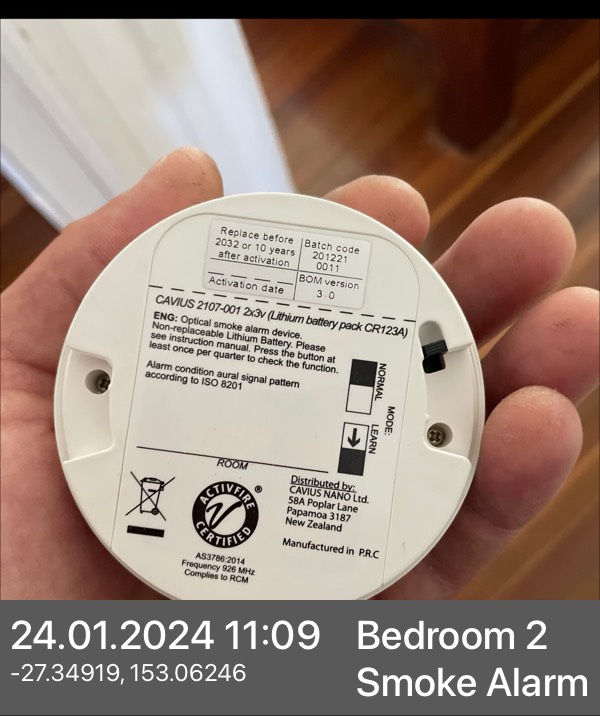 Replace before
2032 or 10 years
after activation
Batch code
201221
0011
Activation date
BOM version
3.0
CAVIUS 2107-001 2x3v (Lithium battery pack CR123A)
ENG: Optical smoke alarm device.
Non-replaceable Lithium Battery. Please
see instruction manual. Press the button at
least once per quarter to check the function.
Alarm condition aural signal pattern
according to ISO 8201
NORMAL
MODE:
LEARN
ROOM
ACTIVFIRE
®
CERTIFIED
AS3786:2014
Frequency 926 MHz
Complies to RCM
Distributed by:
CAVIUS NANO Ltd.
58A Poplar Lane
Papamoa 3187
New Zealand
Manufactured in P.R.C
24.01.2024 11:09
-27.34919, 153.06246
Bedroom 2
Smoke Alarm